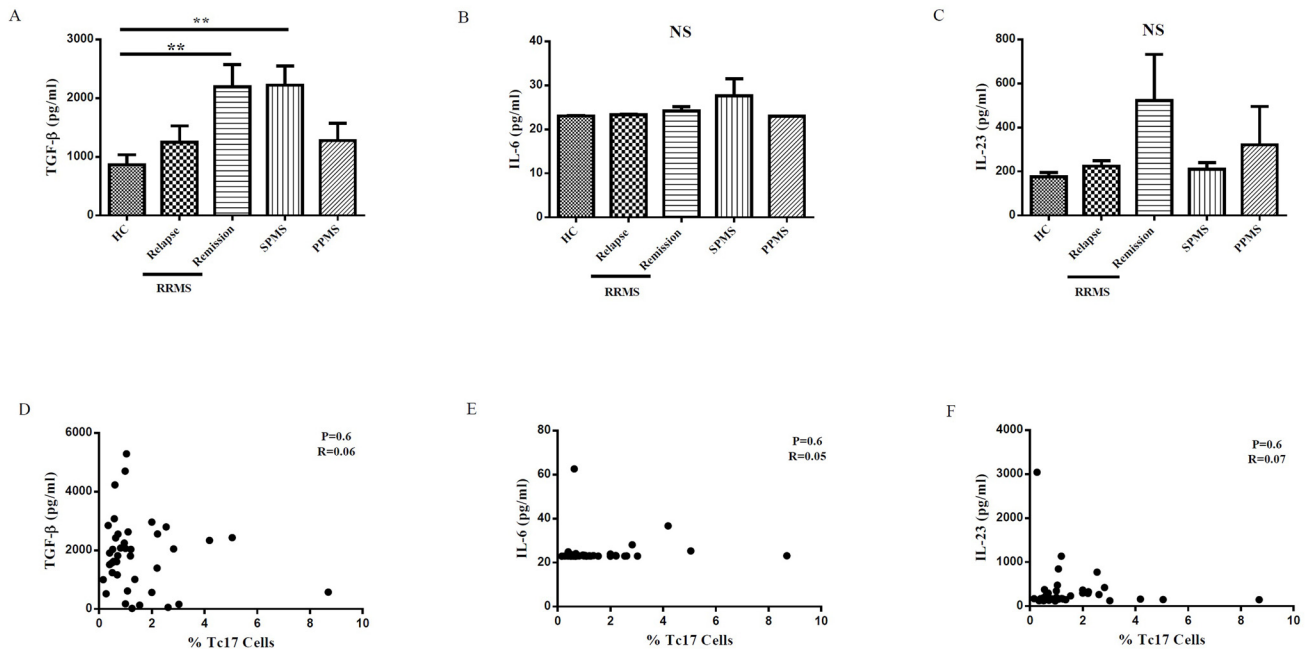 A
**
**
3000
2000
1000
0
TGF-β (pg/ml)
HC
Relapse
Remission
SPMS
PPMS
RRMS
B
NS
40
30
20
10
0
IL-6 (pg/ml)
HC
Relapse
Remission
SPMS
PPMS
RRMS
C
NS
800
600
400
200
0
IL-23 (pg/ml)
HC
Relapse
Remission
SPMS
PPMS
RRMS
D
P=0.6
R=0.06
6000
4000
2000
0
TGF-β (pg/ml)
0 2 4 6 8 10
% Tc17 Cells
E
P=0.6
R=0.05
80
60
40
20
0
IL-6 (pg/ml)
0 2 4 6 8 10
% Tc17 Cells
F
P=0.6
R=0.07
4000
3000
2000
1000
0
IL-23 (pg/ml)
0 2 4 6 8 10
% Tc17 Cells